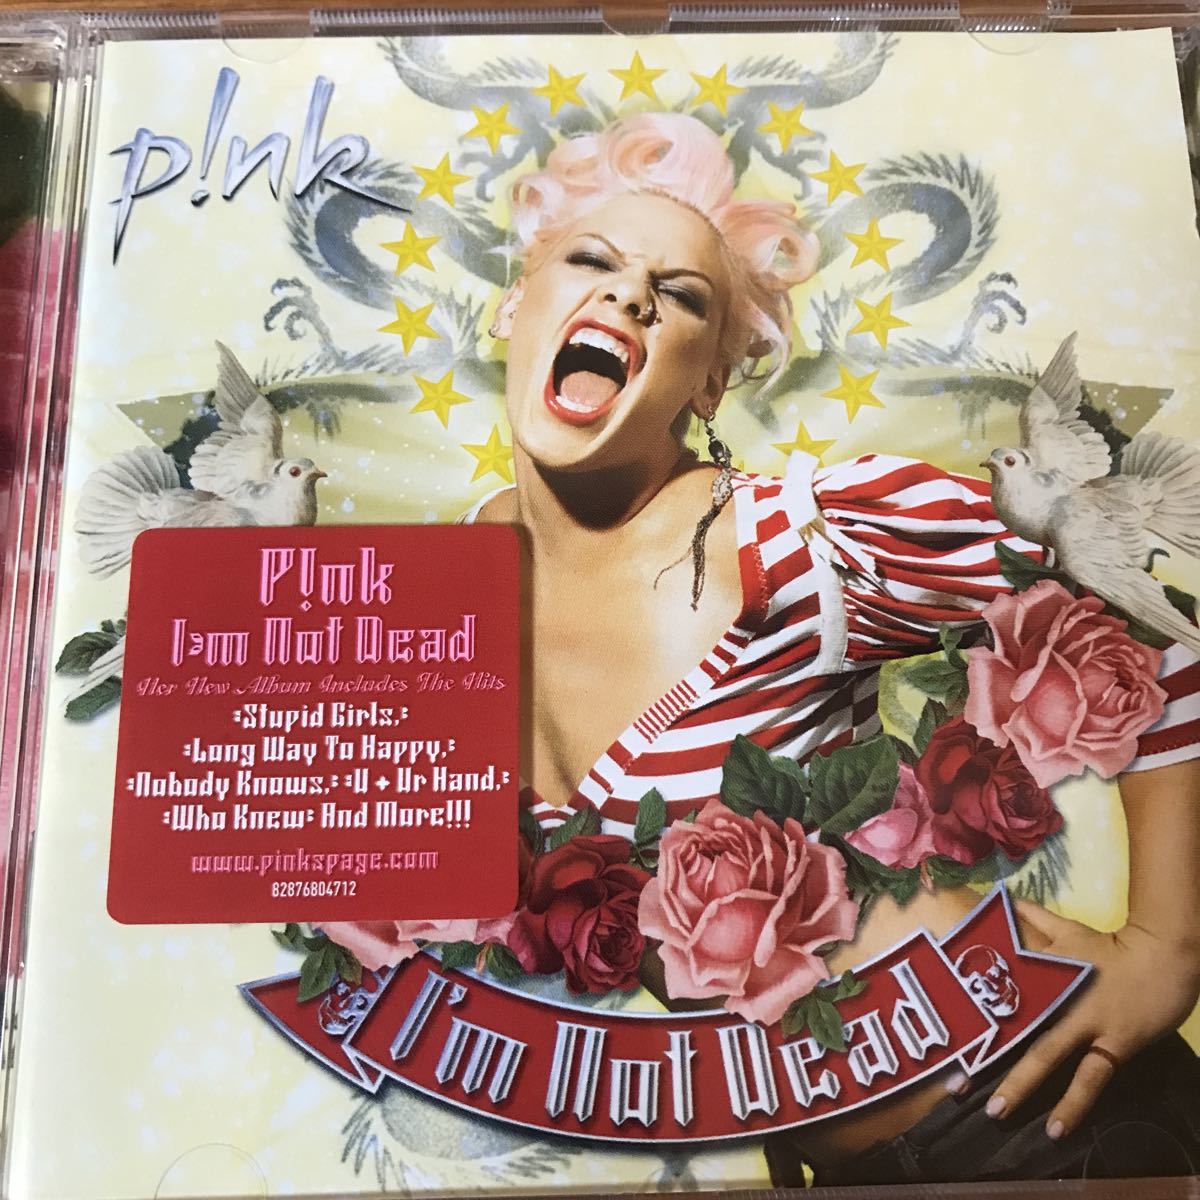 p!nk
P!nk
I'm Not Dead
Her New Album Includes The Hits
:Stupid Girls,:
:Long Way To Happy,:
:Nobody Knows,: :U + Ur Hand,:
:Who Knew: And More!!!
www.pinkspage.com
82876804712
I'm Not Dead